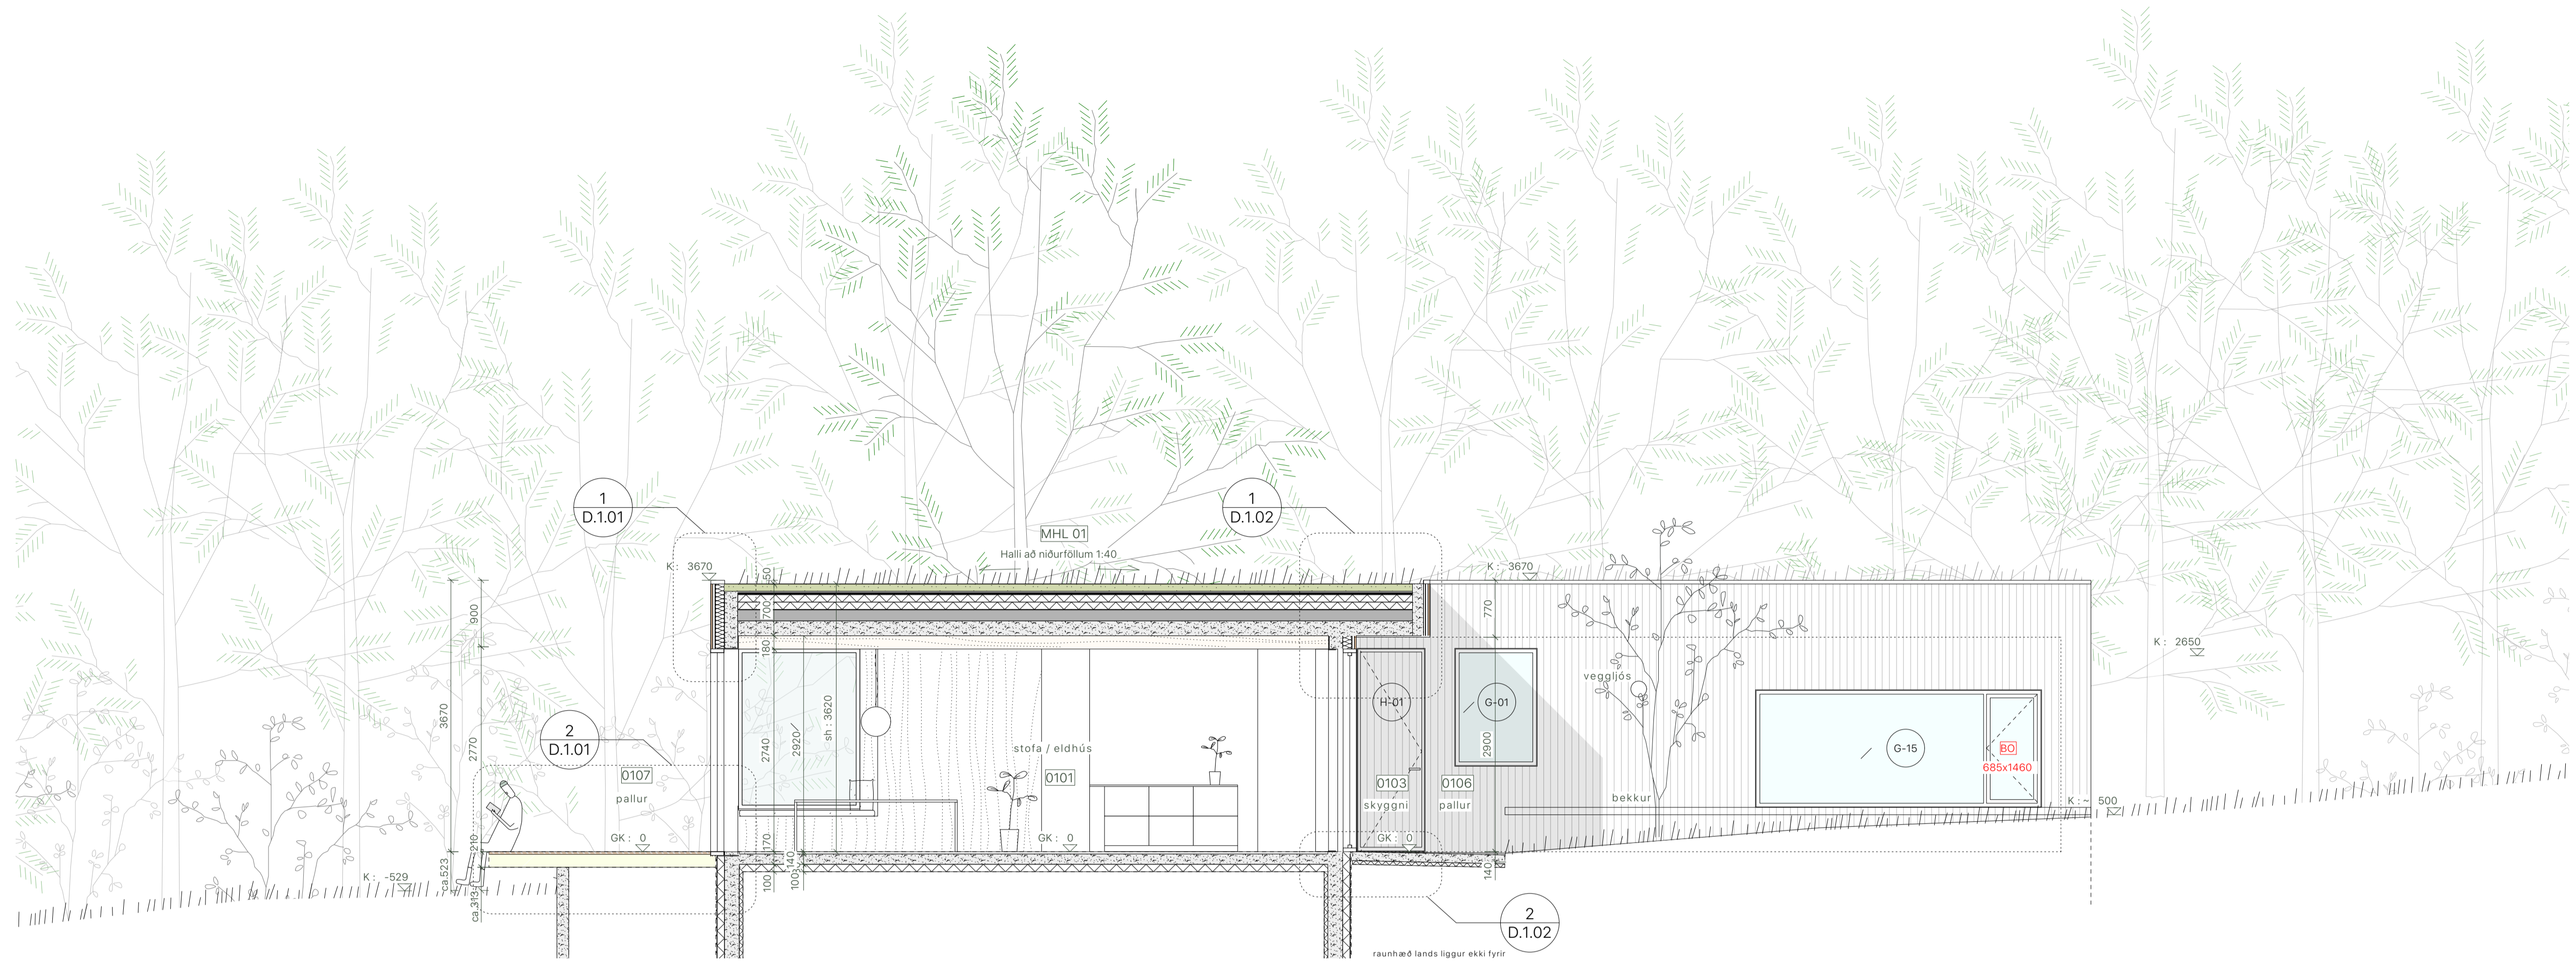 1
D.1.01
1
D.1.02
MHL 01
Halli að niðurföllum 1:40
K : 3670
K : 3670
50
700
180
900
770
3670
2770
2740
2920
sh : 3620
2900
K : 2650
veggljós
H-01
G-01
G-15
BO
685x1460
2
D.1.01
0107
pallur
stofa / eldhús
0101
0103
skyggni
0106
pallur
bekkur
K : ~ 500
GK : 0
GK : 0
GK : 0
210
170
140
100
100
140
ca.523
ca.313
K : -529
2
D.1.02
raunhæð lands liggur ekki fyrir